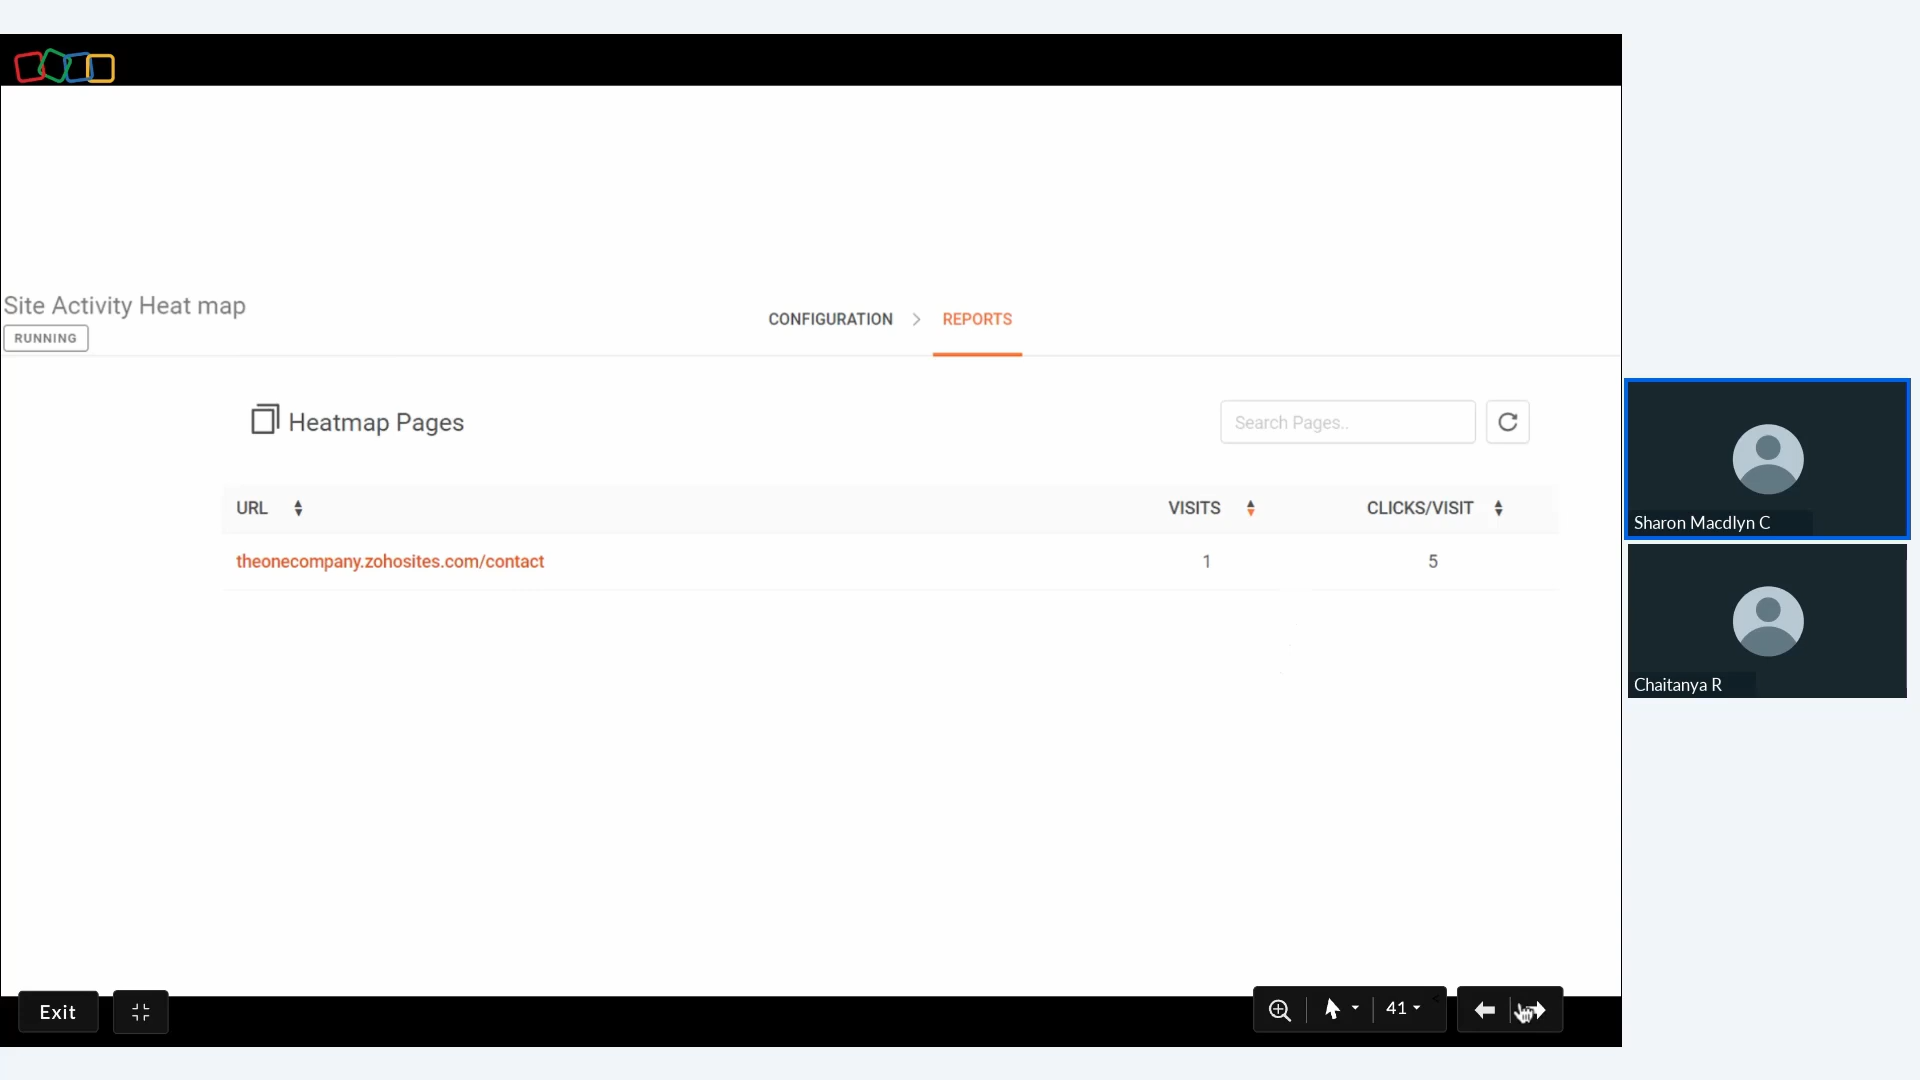 Site Activity Heat map
RUNNING
CONFIGURATION
REPORTS
Heatmap Pages
Search Pages..
URL VISITS CLICKS/VISIT
theonecompany.zohosites.com/contact 1 5
Sharon Macdlyn C
Chaitanya R
Exit
41